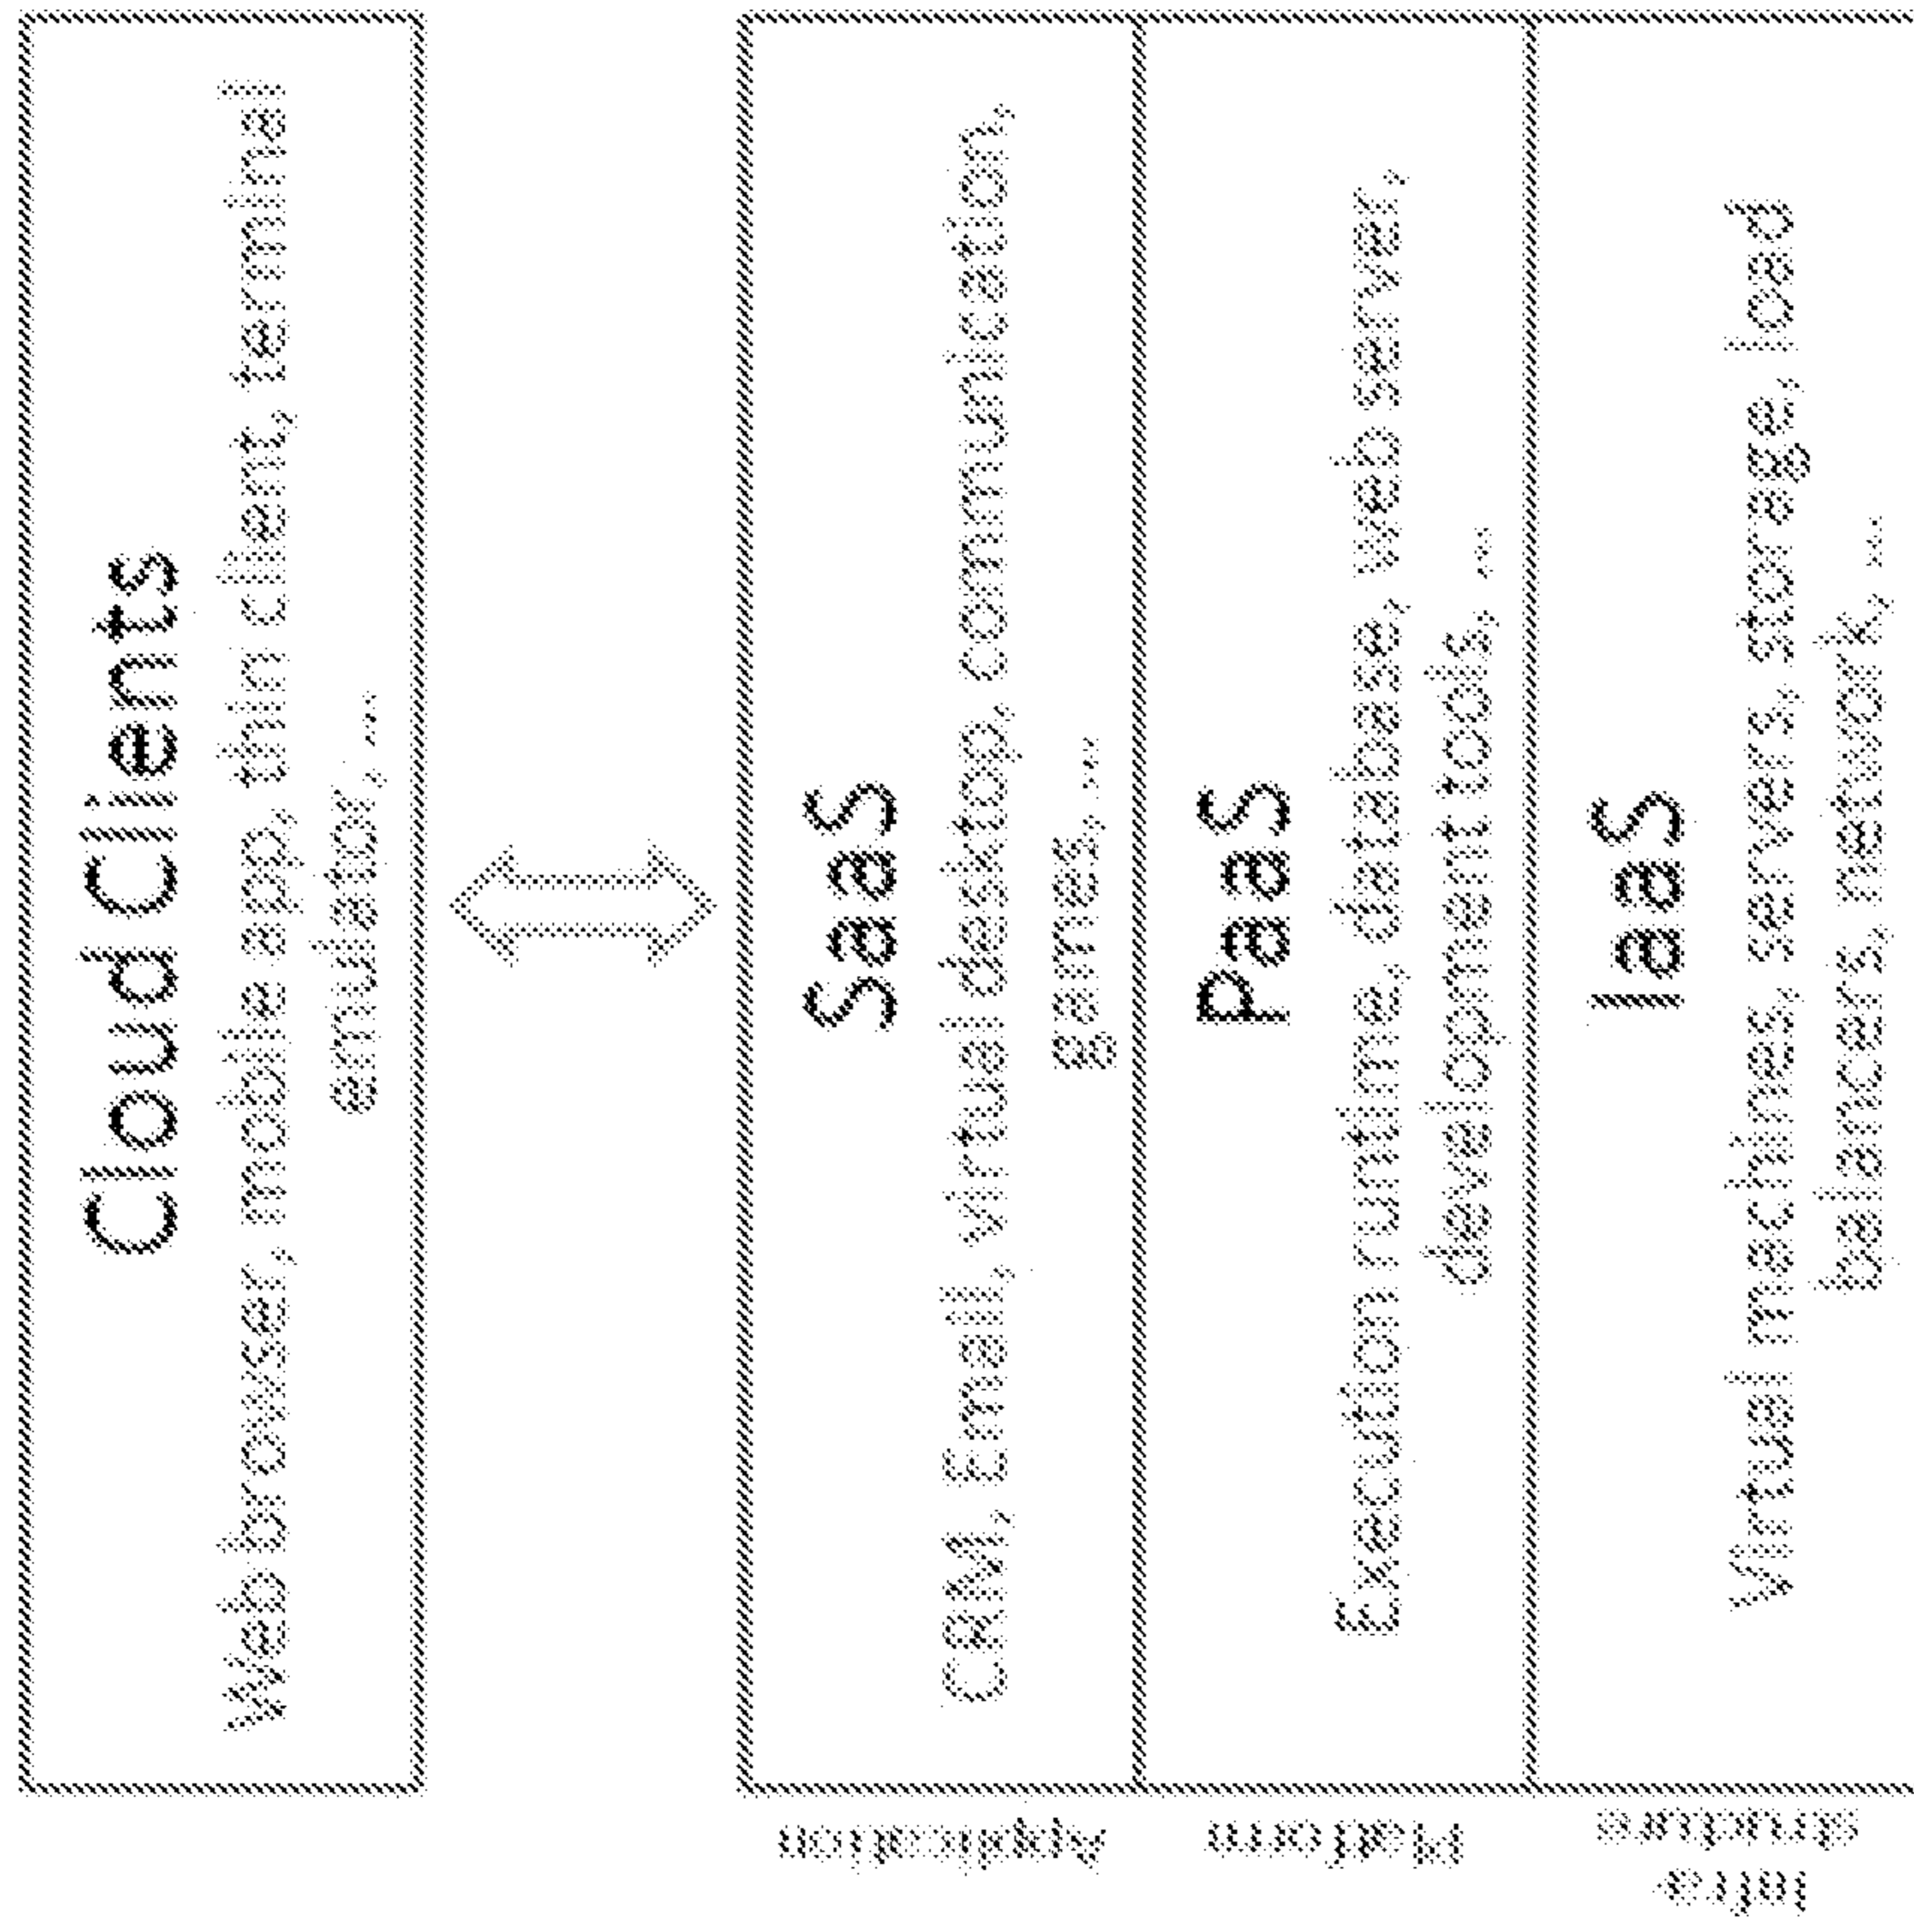 Cloud Clients
Web browser, mobile app, thin client, terminal
emulator, ...
SaaS
CRM, Email, virtual desktop, communication,
games, ...
Application
PaaS
Execution runtime, database, web server,
development tools, ...
Platform
IaaS
Virtual machines, servers, storage, load
balancers, network, ...
Infra-
structure